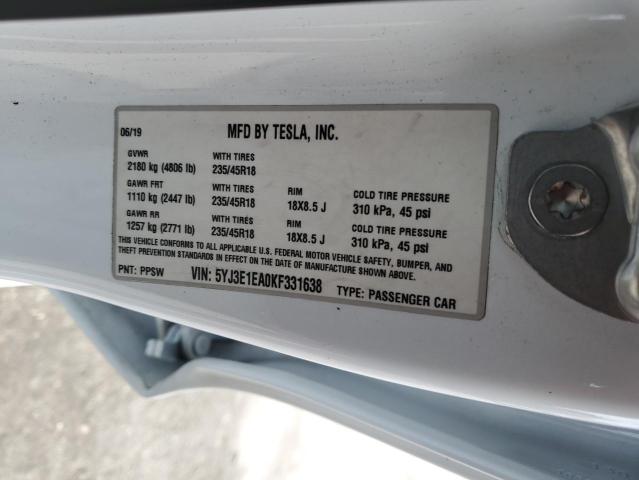 06/19 MFD BY TESLA, INC.
GVWR WITH TIRES
2180 kg (4806 lb) 235/45R18
GAWR FRT WITH TIRES RIM COLD TIRE PRESSURE
1110 kg (2447 lb) 235/45R18 18X8.5 J 310 kPa, 45 psi
GAWR RR WITH TIRES RIM COLD TIRE PRESSURE
1257 kg (2771 lb) 235/45R18 18X8.5 J 310 kPa, 45 psi
THIS VEHICLE CONFORMS TO ALL APPLICABLE U.S. FEDERAL MOTOR VEHICLE SAFETY, BUMPER, AND
THEFT PREVENTION STANDARDS IN EFFECT ON THE DATE OF MANUFACTURE SHOWN ABOVE.
PNT: PPSW VIN: 5YJ3E1EA0KF331638 TYPE: PASSENGER CAR